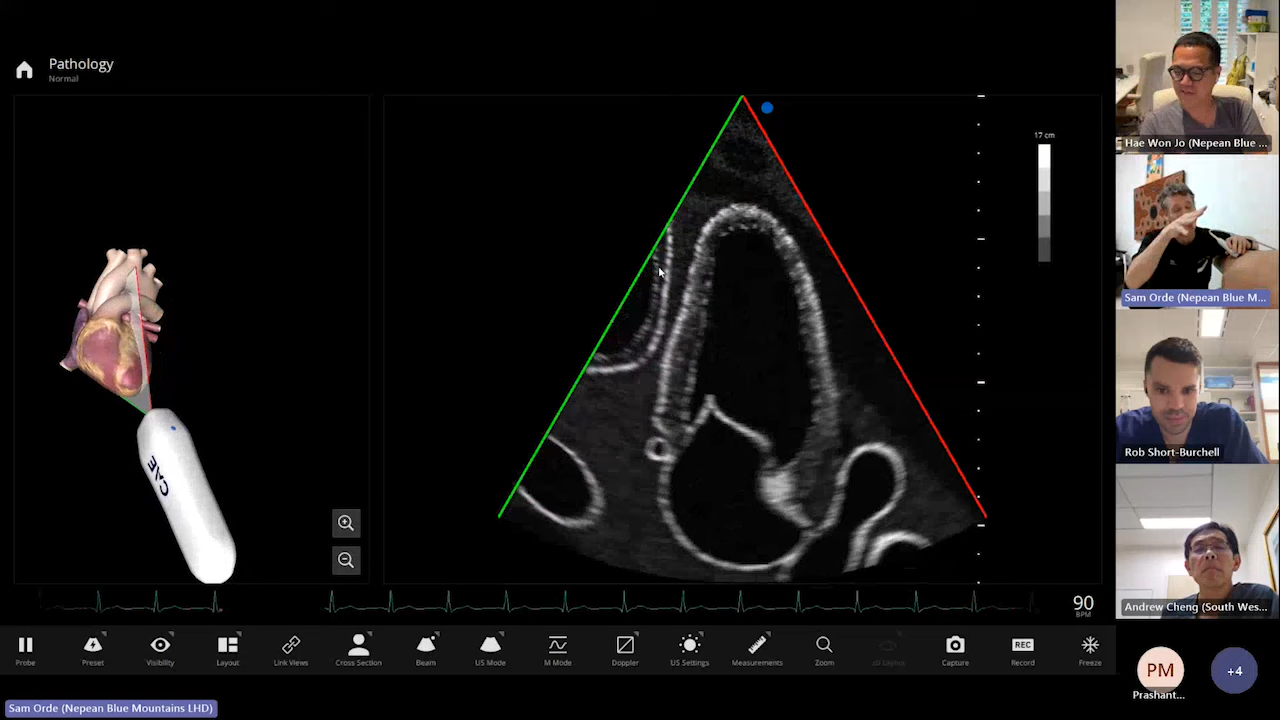 Pathology
Normal
17 cm
CAE
90
BPM
Probe
Preset
Visibility
Layout
Link Views
Cross Section
Beam
US Mode
M Mode
Doppler
US Settings
Measurements
Zoom
3D Layout
Capture
REC
Record
Freeze
Sam Orde (Nepean Blue Mountains LHD)
Hae Won Jo (Nepean Blue ...
Sam Orde (Nepean Blue M...
Rob Short-Burchell
Andrew Cheng (South Wes...
PM
Prashant...
+4